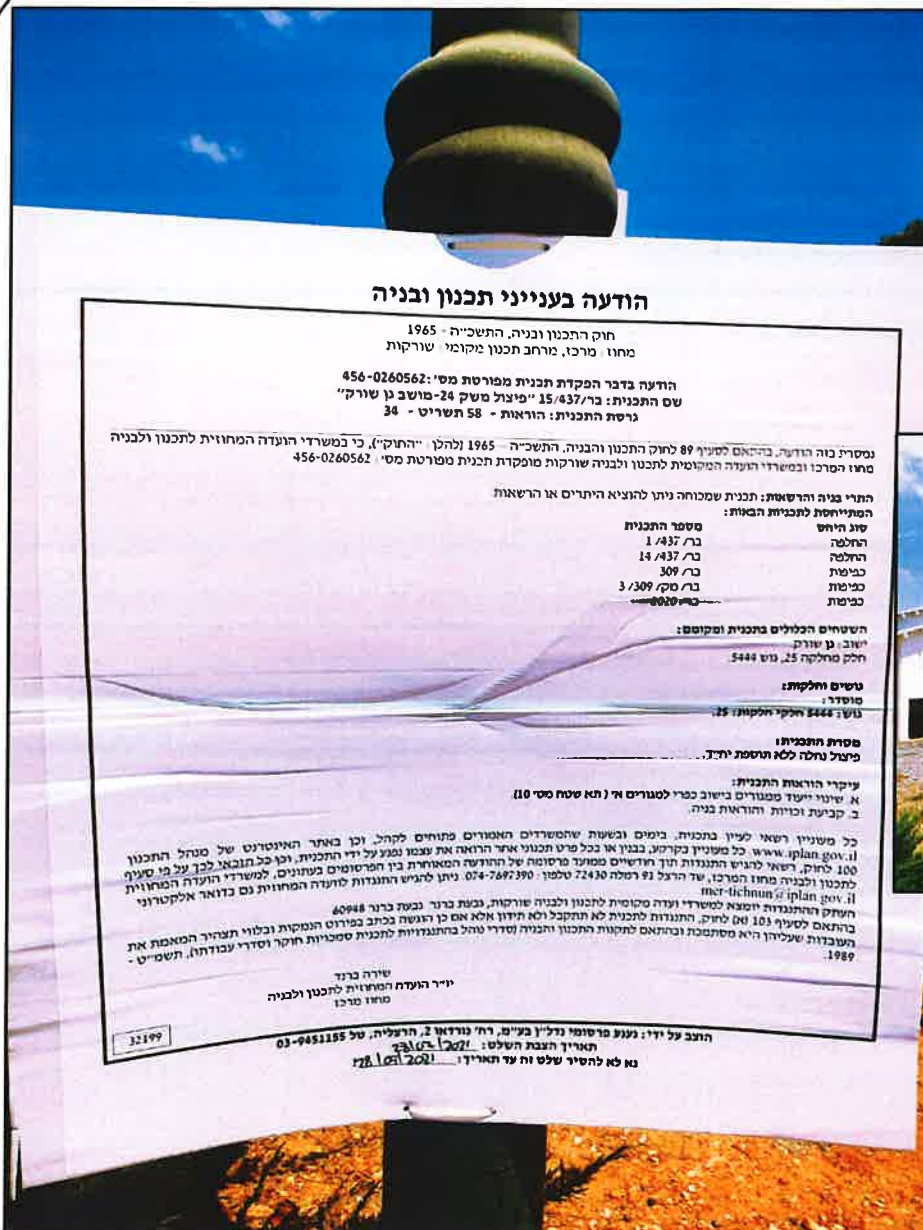 הודעה בענייני תכנון ובניה
חוק התכנון ובניה, התשכ"ה - 1965
מחוז: מרכז, מרחב תכנון מקומי: שורקות
הודעה בדבר הפקדת תכנית מפורטת מס': 456-0260562
שם התכנית: בר/15/437 "פיצול משק 24-מושב גן שורק"
גרסת התכנית: הוראות - 58 תשריט - 34
נמסרת בזה הודעה, בהתאם לסעיף 89 לחוק התכנון והבניה, התשכ"ה - 1965 (להלן: "החוק"), כי במשרדי הועדה המחוזית לתכנון ולבניה
מחוז המרכז ובמשרדי הועדה המקומית לתכנון ולבניה שורקות מופקדת תכנית מפורטת מס': 456-0260562
התרי בניה והרשאות: תכנית שמכוחה ניתן להוציא היתרים או הרשאות
המתייחסת לתכניות הבאות:
סוג היחס מספר התכנית
החלפה בר/ 437/ 1
החלפה בר/ 437/ 14
כפיפות בר/ 309
כפיפות בר/ מק/ 309/ 3
כפיפות
השטחים הכלולים בתכנית ומקומם:
ישוב: גן שורק
חלק מחלקה 25, גוש 5444.
גושים וחלקות:
מוסדר:
גוש: 5444 חלקי חלקות: 25.
מטרת התכנית:
פיצול נחלה ללא תוספת יח"ד.
עיקרי הוראות התכנית:
א. שינוי ייעוד ממגורים בישוב כפרי למגורים א' ( תא שטח מס' 10).
ב. קביעת זכויות והוראות בניה.
כל מעוניין רשאי לעיין בתכנית, בימים ובשעות שהמשרדים האמורים פתוחים לקהל, וכן באתר האינטרנט של מנהל התכנון
www.iplan.gov.il. כל מעוניין בקרקע, בבנין או בכל פרט תכנוני אחר הרואה את עצמו נפגע על ידי התכנית, וכן כל הזכאי לכך על פי סעיף
100 לחוק, רשאי להגיש התנגדות תוך חודשיים ממועד פרסומה של ההודעה המאוחרת בין הפרסומים בעתונים, למשרדי הועדה המחוזית
לתכנון ולבניה מחוז המרכז, שד הרצל 91 רמלה 72430 טלפון: 074-7697390. ניתן להגיש התנגדות לוועדה המחוזית גם בדואר אלקטרוני
mer-tichnun@iplan.gov.il
העתק ההתנגדות יומצא למשרדי ועדה מקומית לתכנון ולבניה שורקות, גבעת ברנר גבעת ברנר 60948
בהתאם לסעיף 103 (א) לחוק, התנגדות לתכנית לא תתקבל ולא תידון אלא אם כן הוגשה בכתב בפירוט הנמקות ובלווי תצהיר המאמת את
העובדות שעליהן היא מסתמכת ובהתאם לתקנות התכנון והבניה (סדרי נוהל בהתנגדויות לתכנית סמכויות חוקר וסדרי עבודתו), תשמ"ט -
1989.
שירה ברנד
יו"ר הועדה המחוזית לתכנון ולבניה
מחוז מרכז
32199
הוצב על ידי: נענע פרסומי נדל"ן בע"מ, רח' נורדאו 2, הרצליה, טל 03-9451155
תאריך הצבת השלט: 2021
נא לא להסיר שלט זה עד תאריך: 2021